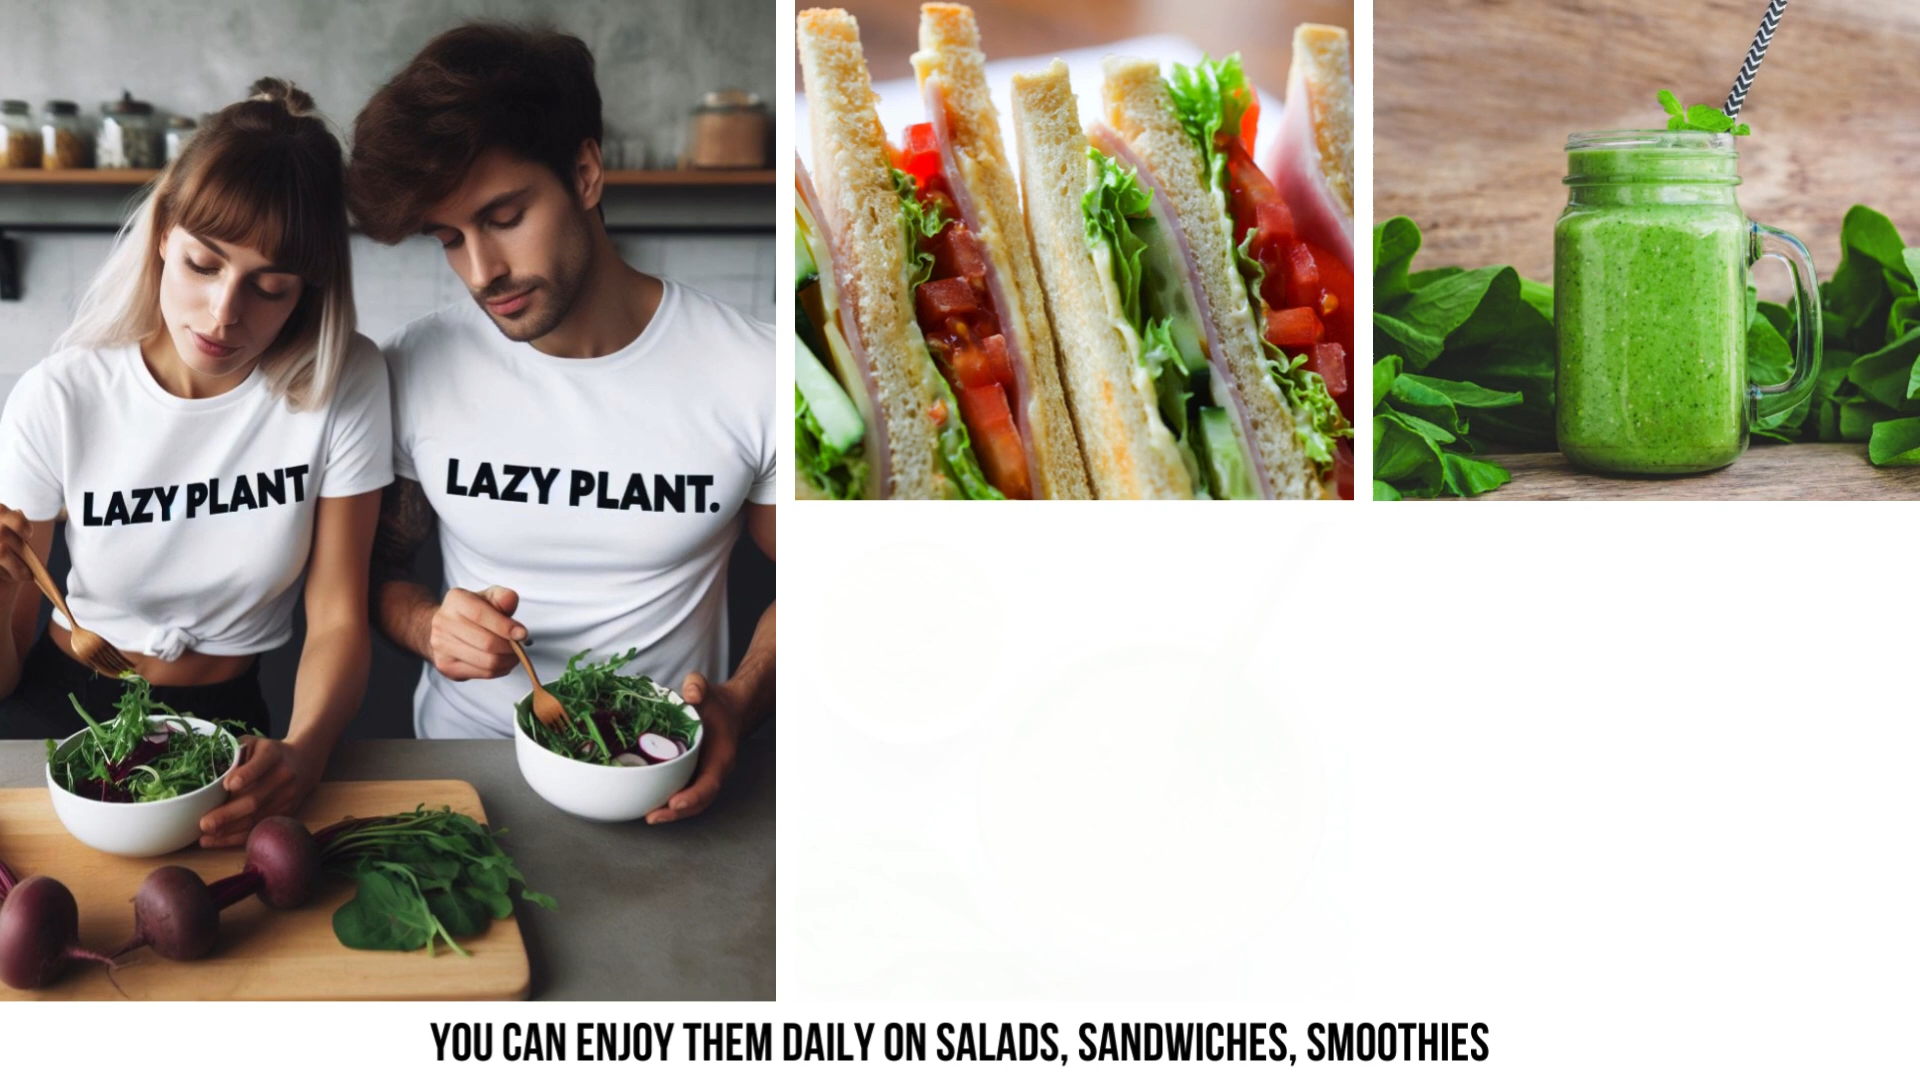 LAZY PLANT
LAZY PLANT.
YOU CAN ENJOY THEM DAILY ON SALADS, SANDWICHES, SMOOTHIES